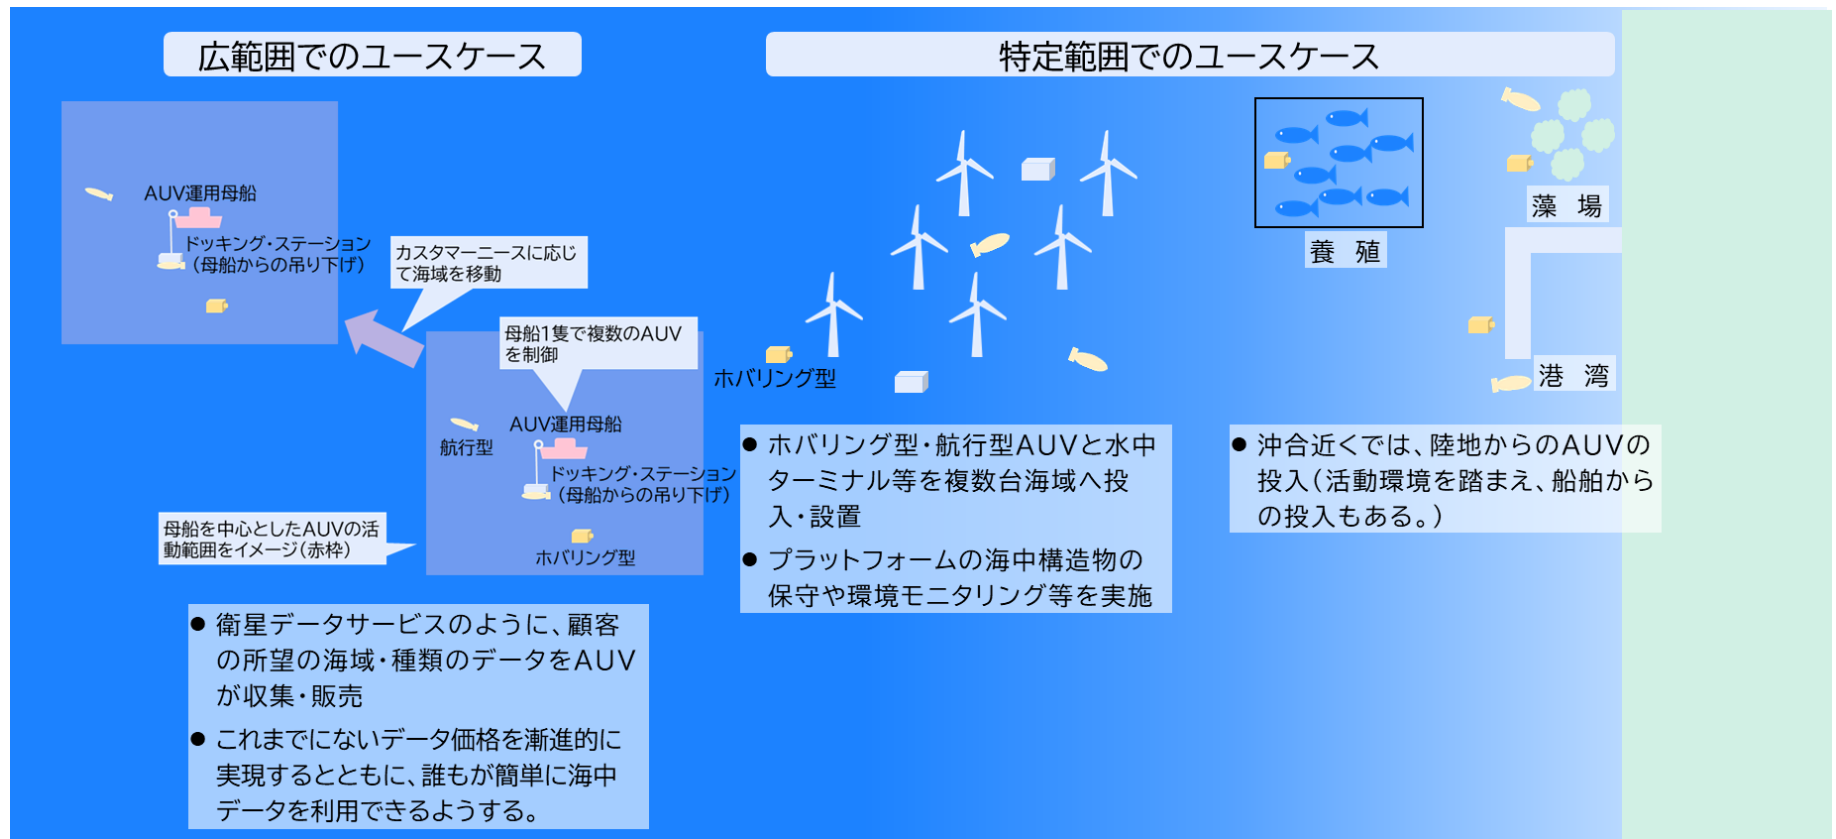 広範囲でのユースケース
特定範囲でのユースケース
AUV運用母船
ドッキング・ステーション
（母船からの吊り下げ）
カスタマーニースに応じ
て海域を移動
母船1隻で複数のAUV
を制御
AUV運用母船
航行型
ドッキング・ステーション
（母船からの吊り下げ）
ホバリング型
母船を中心としたAUVの活
動範囲をイメージ（赤枠）
● 衛星データサービスのように、顧客
の所望の海域・種類のデータをAUV
が収集・販売
● これまでにないデータ価格を漸進的に
実現するとともに、誰もが簡単に海中
データを利用できるようする。
ホバリング型
● ホバリング型・航行型AUVと水中
ターミナル等を複数台海域へ投
入・設置
● プラットフォームの海中構造物の
保守や環境モニタリング等を実施
養 殖
藻 場
港 湾
● 沖合近くでは、陸地からのAUVの
投入（活動環境を踏まえ、船舶から
の投入もある。）